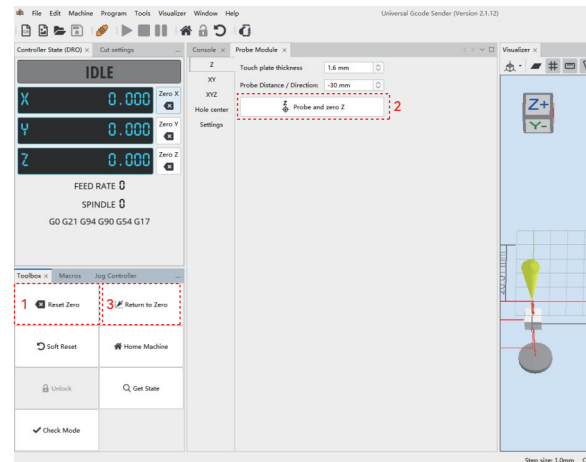 File Edit Machine Program Tools Visualizer Window Help
Universal Gcode Sender (Version 2.1.12)
Controller State (DRO) × Cut settings
Console × Probe Module ×
Visualizer ×
IDLE
X 0.000 Zero X
Y 0.000 Zero Y
Z 0.000 Zero Z
FEED RATE 0
SPINDLE 0
G0 G21 G94 G90 G54 G17
Z
XY
XYZ
Hole center
Settings
Touch plate thickness 1.6 mm
Probe Distance / Direction: -30 mm
Z Probe and zero Z
2
Z+
Y-
Toolbox × Macros Jog Controller
1 Reset Zero
3 Return to Zero
Soft Reset
Home Machine
Unlock
Get State
Check Mode
Step size: 1.0mm